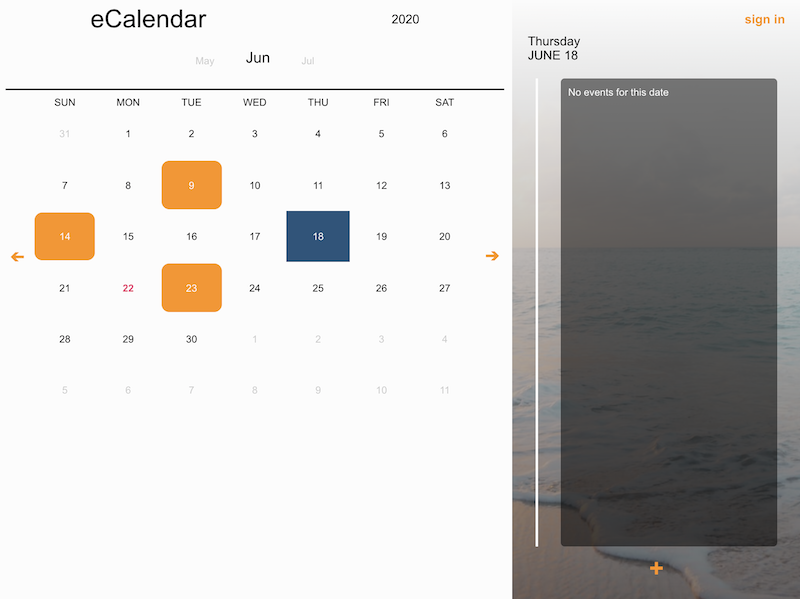 eCalendar 2020
May Jun Jul
SUN MON TUE WED THU FRI SAT
31 1 2 3 4 5 6
7 8 9 10 11 12 13
14 15 16 17 18 19 20
21 22 23 24 25 26 27
28 29 30 1 2 3 4
5 6 7 8 9 10 11
sign in
Thursday
JUNE 18
No events for this date